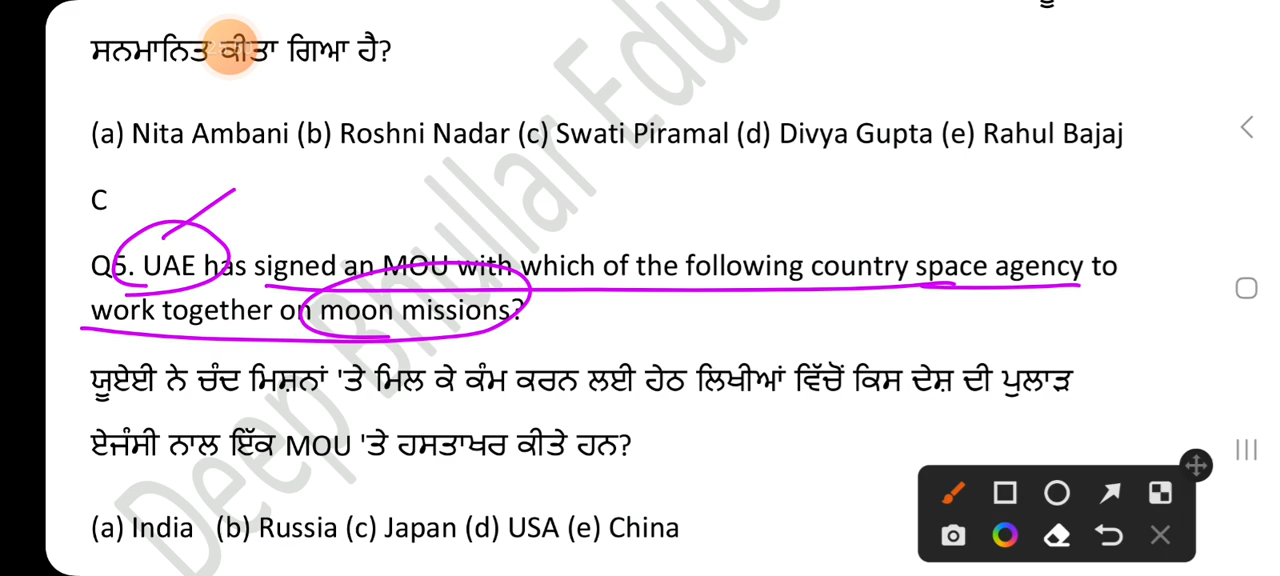 ਸਨਮਾਨਿਤ ਕੀਤਾ ਗਿਆ ਹੈ?
(a) Nita Ambani (b) Roshni Nadar (c) Swati Piramal (d) Divya Gupta (e) Rahul Bajaj
C
Q5. UAE has signed an MOU with which of the following country space agency to
work together on moon missions?
ਯੂਏਈ ਨੇ ਚੰਦ ਮਿਸ਼ਨਾਂ 'ਤੇ ਮਿਲ ਕੇ ਕੰਮ ਕਰਨ ਲਈ ਹੇਠ ਲਿਖੀਆਂ ਵਿੱਚੋਂ ਕਿਸ ਦੇਸ਼ ਦੀ ਪੁਲਾੜ
ਏਜੰਸੀ ਨਾਲ ਇੱਕ MOU 'ਤੇ ਹਸਤਾਖਰ ਕੀਤੇ ਹਨ?
(a) India (b) Russia (c) Japan (d) USA (e) China
Deep Bhullar Educ